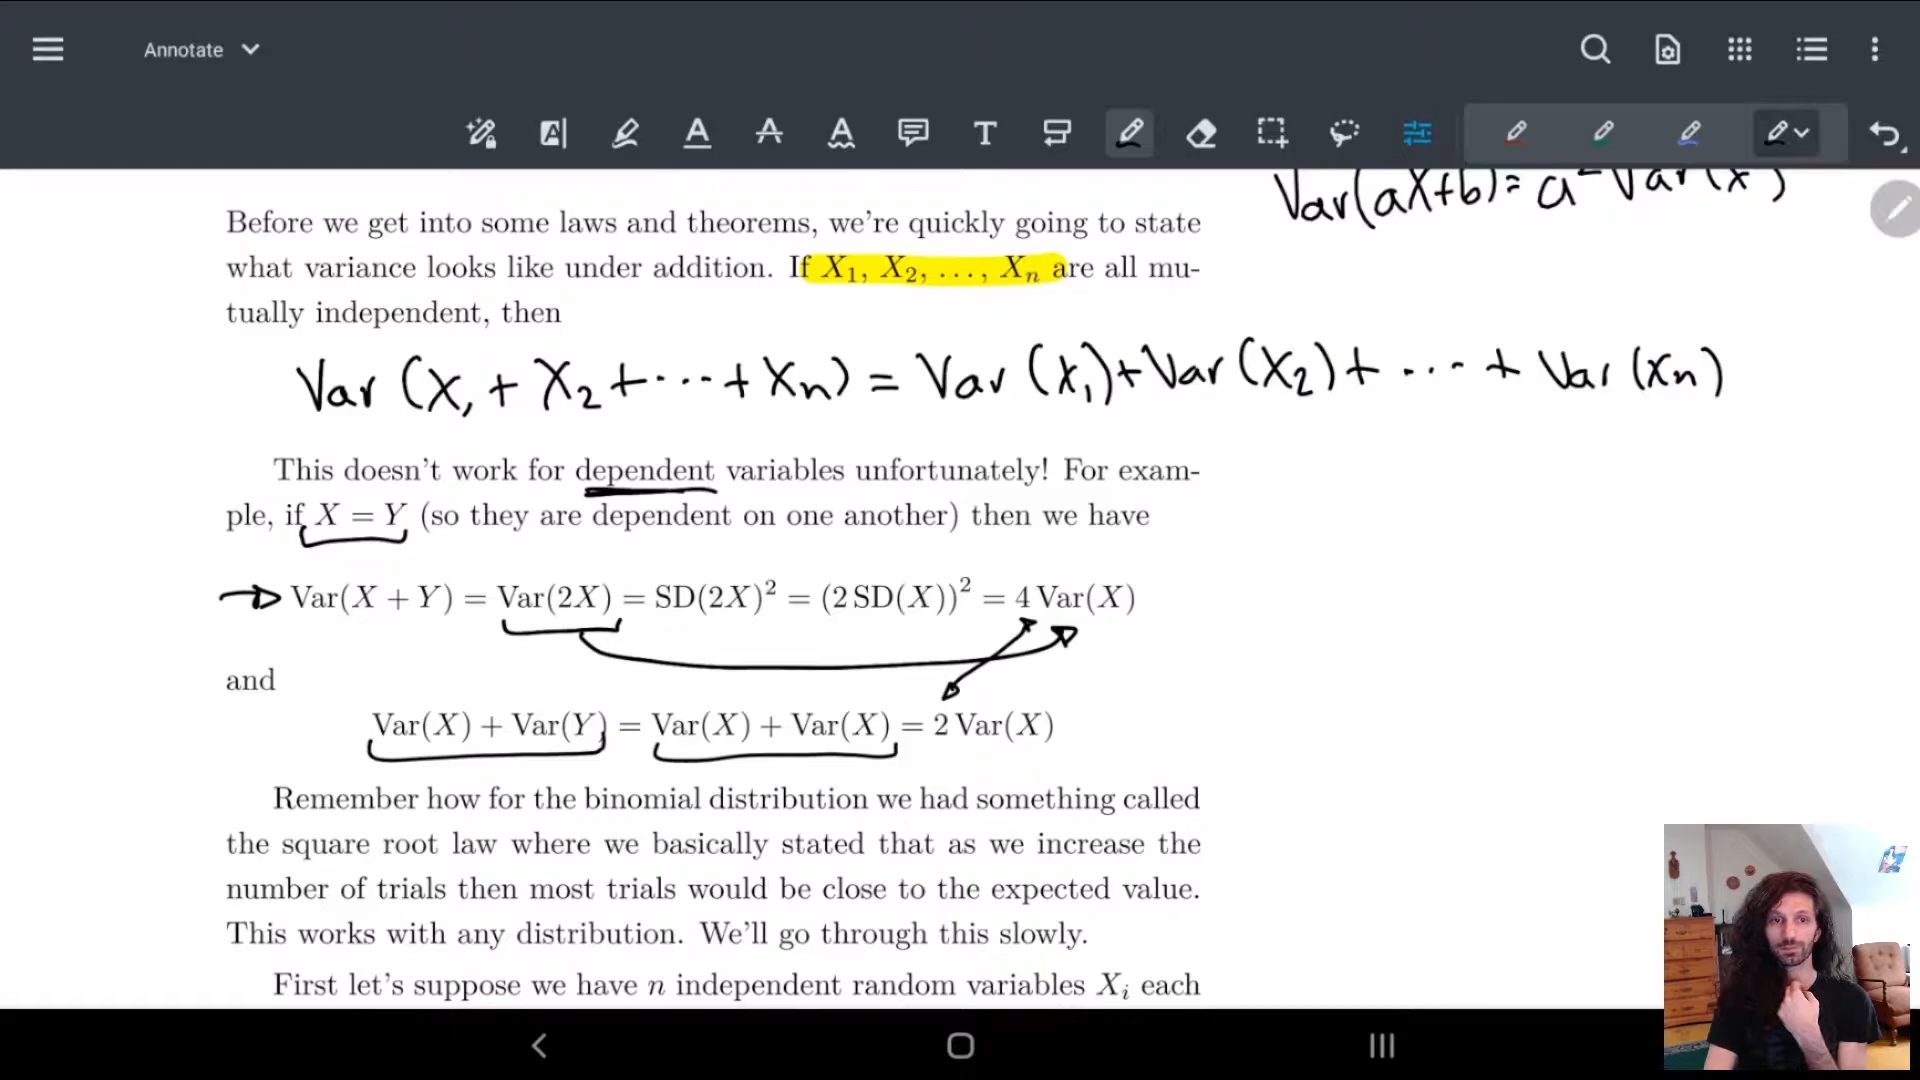 Annotate
Var(aX+b)= a² Var(X)
Before we get into some laws and theorems, we're quickly going to state
what variance looks like under addition. If X₁, X₂, ..., Xₙ are all mu-
tually independent, then
Var (X₁ + X₂ + ··· + Xₙ) = Var (X₁) + Var (X₂) + ··· + Var (Xₙ)
This doesn't work for dependent variables unfortunately! For exam-
ple, if X = Y (so they are dependent on one another) then we have
Var(X + Y) = Var(2X) = SD(2X)² = (2 SD(X))² = 4 Var(X)
and
Var(X) + Var(Y) = Var(X) + Var(X) = 2 Var(X)
Remember how for the binomial distribution we had something called
the square root law where we basically stated that as we increase the
number of trials then most trials would be close to the expected value.
This works with any distribution. We'll go through this slowly.
First let's suppose we have n independent random variables Xᵢ each